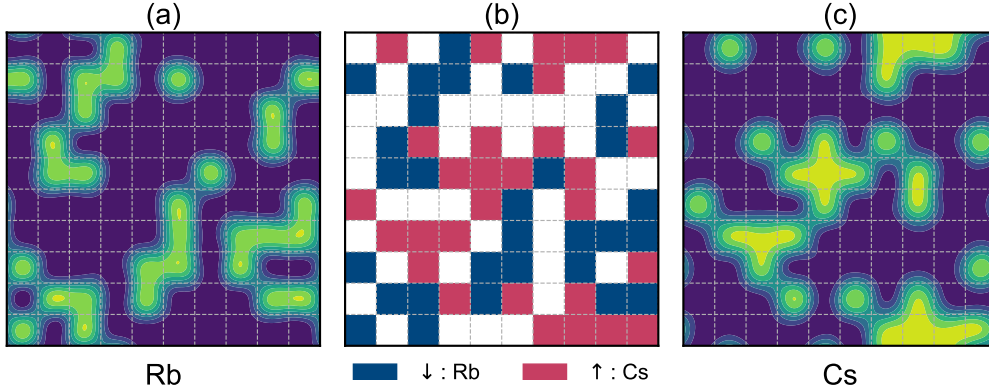 (a) (b) (c)
Rb ↓ : Rb ↑ : Cs Cs